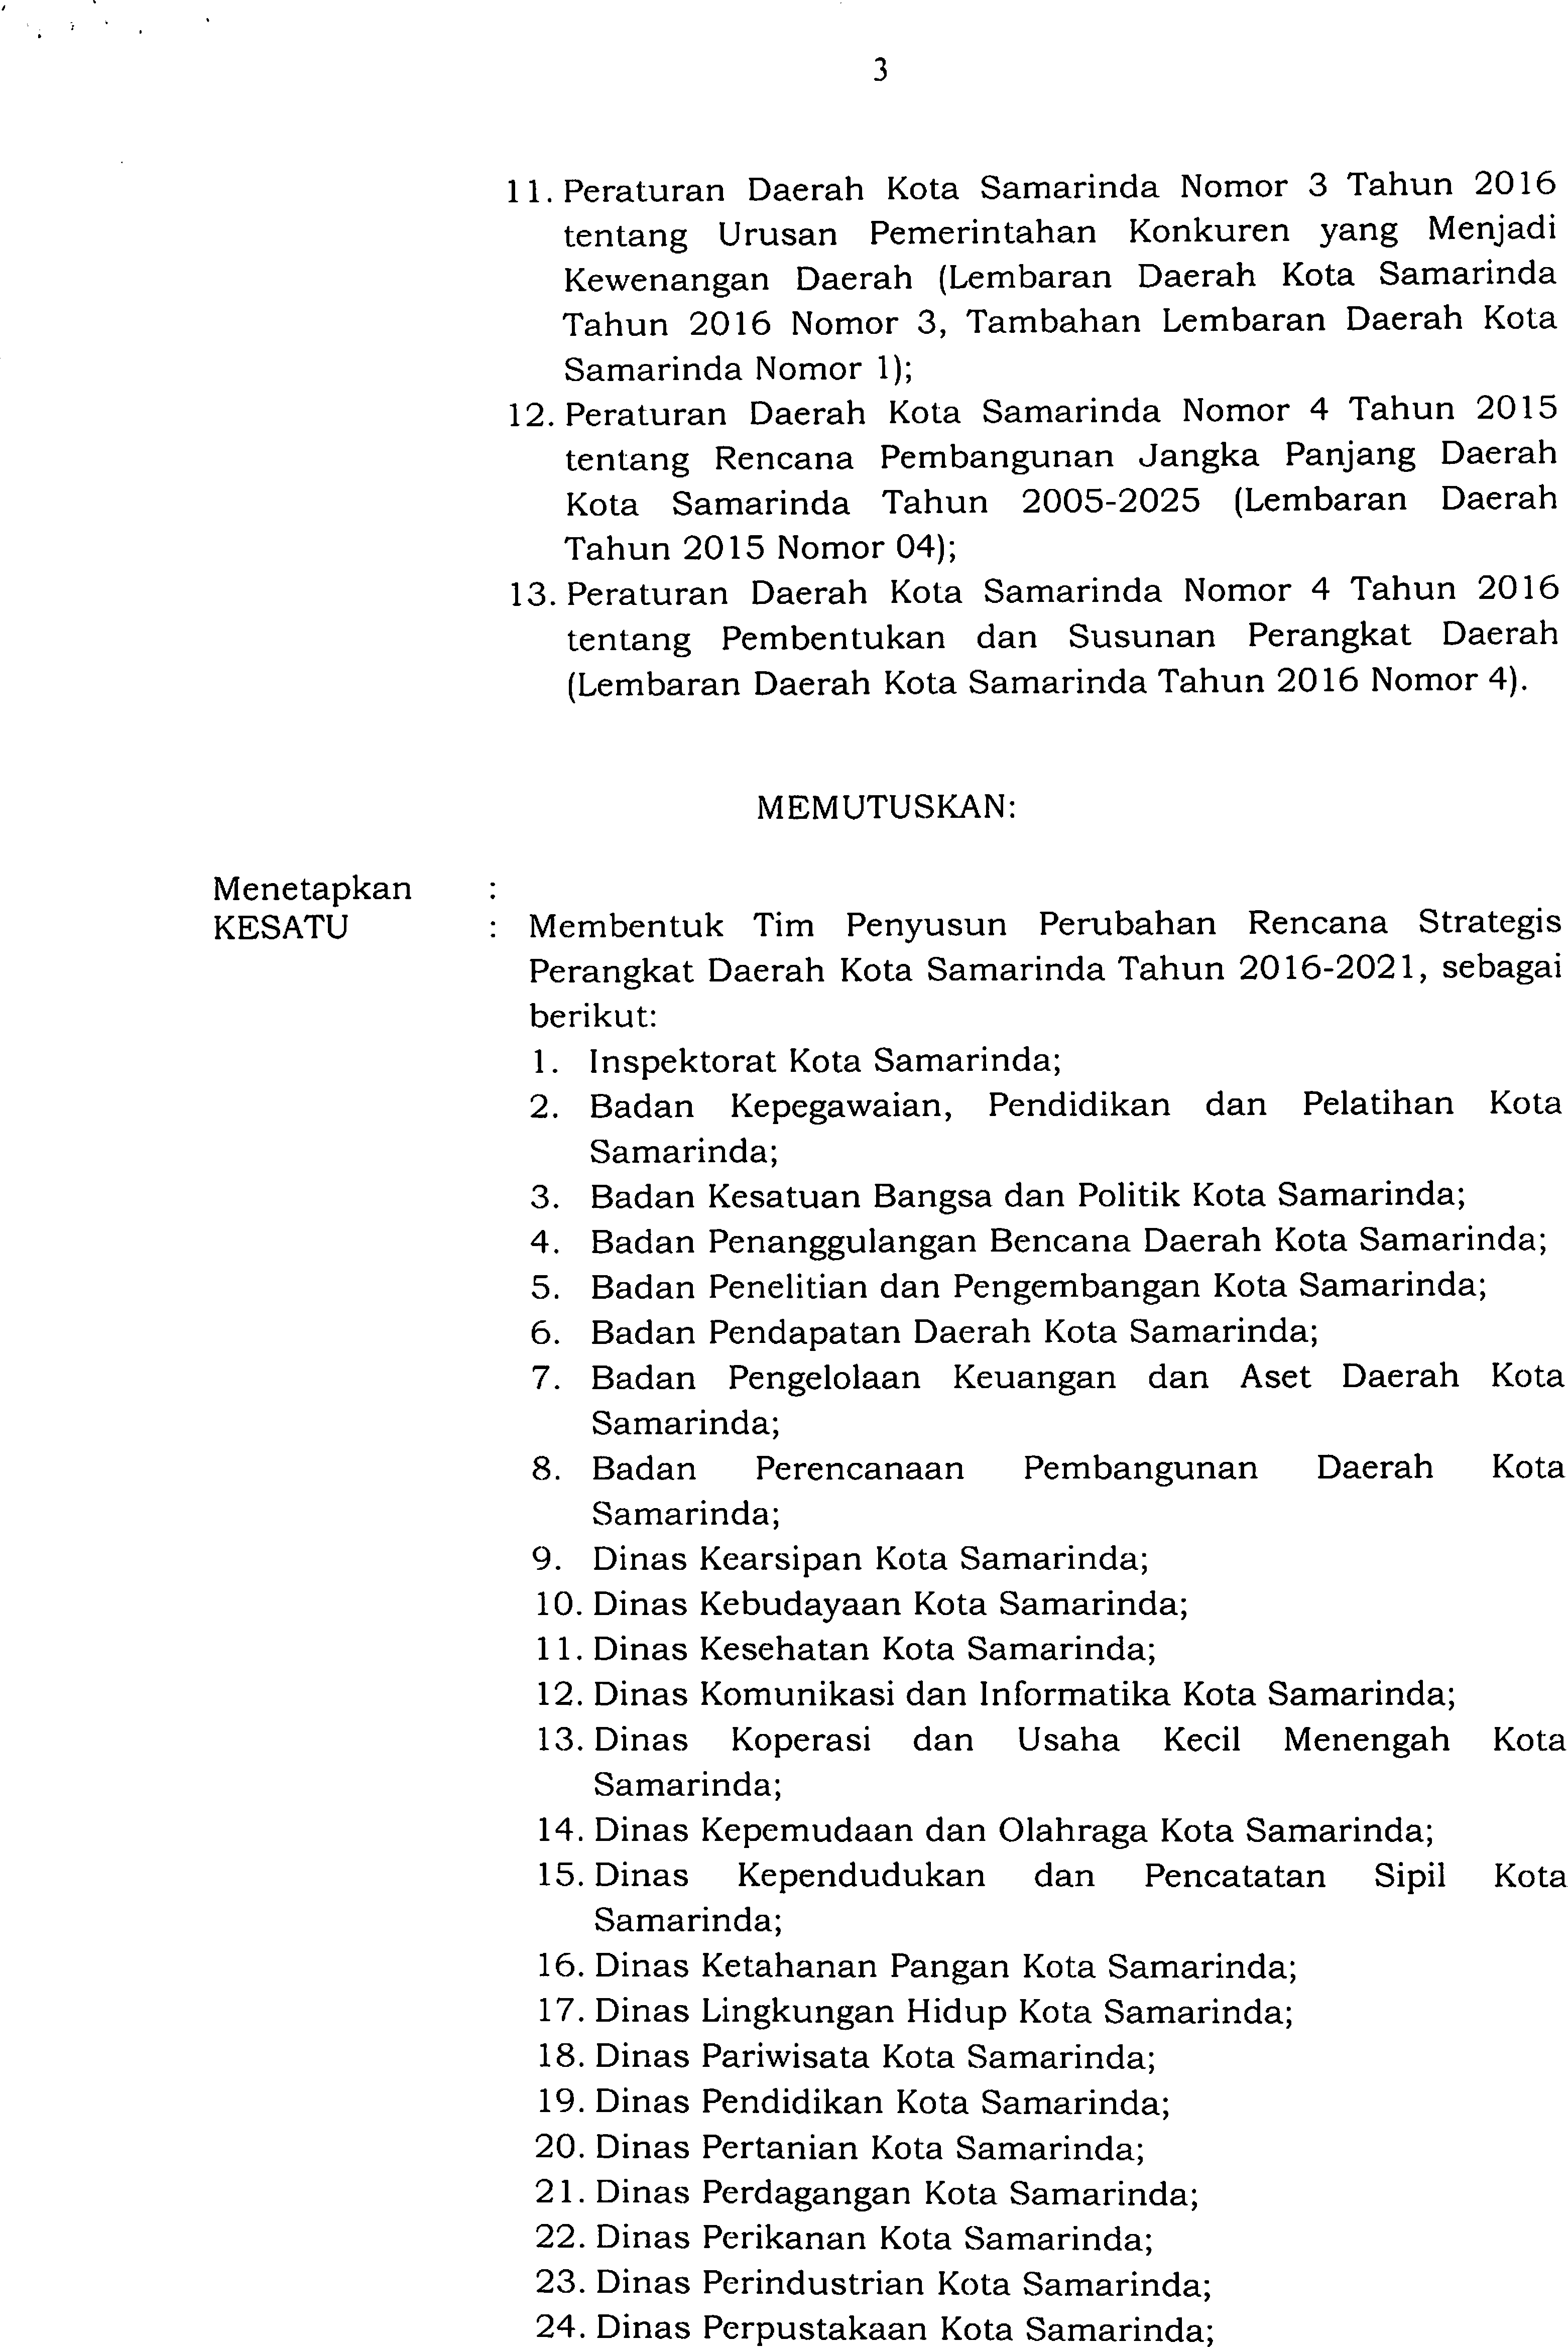 3
11. Peraturan Daerah Kota Samarinda Nomor 3 Tahun 2016
tentang Urusan Pemerintahan Konkuren yang Menjadi
Kewenangan Daerah (Lembaran Daerah Kota Samarinda
Tahun 2016 Nomor 3, Tambahan Lembaran Daerah Kota
Samarinda Nomor 1);
12. Peraturan Daerah Kota Samarinda Nomor 4 Tahun 2015
tentang Rencana Pembangunan Jangka Panjang Daerah
Kota Samarinda Tahun 2005-2025 (Lembaran Daerah
Tahun 2015 Nomor 04);
13. Peraturan Daerah Kota Samarinda Nomor 4 Tahun 2016
tentang Pembentukan dan Susunan Perangkat Daerah
(Lembaran Daerah Kota Samarinda Tahun 2016 Nomor 4).
MEMUTUSKAN:
Menetapkan :
KESATU : Membentuk Tim Penyusun Perubahan Rencana Strategis
Perangkat Daerah Kota Samarinda Tahun 2016-2021, sebagai
berikut:
1. Inspektorat Kota Samarinda;
2. Badan Kepegawaian, Pendidikan dan Pelatihan Kota
Samarinda;
3. Badan Kesatuan Bangsa dan Politik Kota Samarinda;
4. Badan Penanggulangan Bencana Daerah Kota Samarinda;
5. Badan Penelitian dan Pengembangan Kota Samarinda;
6. Badan Pendapatan Daerah Kota Samarinda;
7. Badan Pengelolaan Keuangan dan Aset Daerah Kota
Samarinda;
8. Badan Perencanaan Pembangunan Daerah Kota
Samarinda;
9. Dinas Kearsipan Kota Samarinda;
10. Dinas Kebudayaan Kota Samarinda;
11. Dinas Kesehatan Kota Samarinda;
12. Dinas Komunikasi dan Informatika Kota Samarinda;
13. Dinas Koperasi dan Usaha Kecil Menengah Kota
Samarinda;
14. Dinas Kepemudaan dan Olahraga Kota Samarinda;
15. Dinas Kependudukan dan Pencatatan Sipil Kota
Samarinda;
16. Dinas Ketahanan Pangan Kota Samarinda;
17. Dinas Lingkungan Hidup Kota Samarinda;
18. Dinas Pariwisata Kota Samarinda;
19. Dinas Pendidikan Kota Samarinda;
20. Dinas Pertanian Kota Samarinda;
21. Dinas Perdagangan Kota Samarinda;
22. Dinas Perikanan Kota Samarinda;
23. Dinas Perindustrian Kota Samarinda;
24. Dinas Perpustakaan Kota Samarinda;